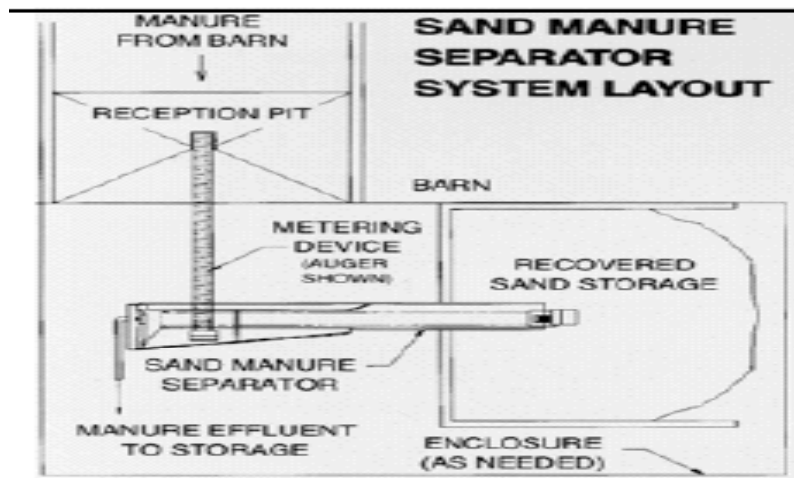 MANURE
FROM BARN
SAND MANURE
SEPARATOR
SYSTEM LAYOUT
RECEPTION PIT
BARN
METERING
DEVICE
(AUGER
SHOWN)
RECOVERED
SAND STORAGE
SAND MANURE
SEPARATOR
MANURE EFFLUENT
TO STORAGE
ENCLOSURE
(AS NEEDED)